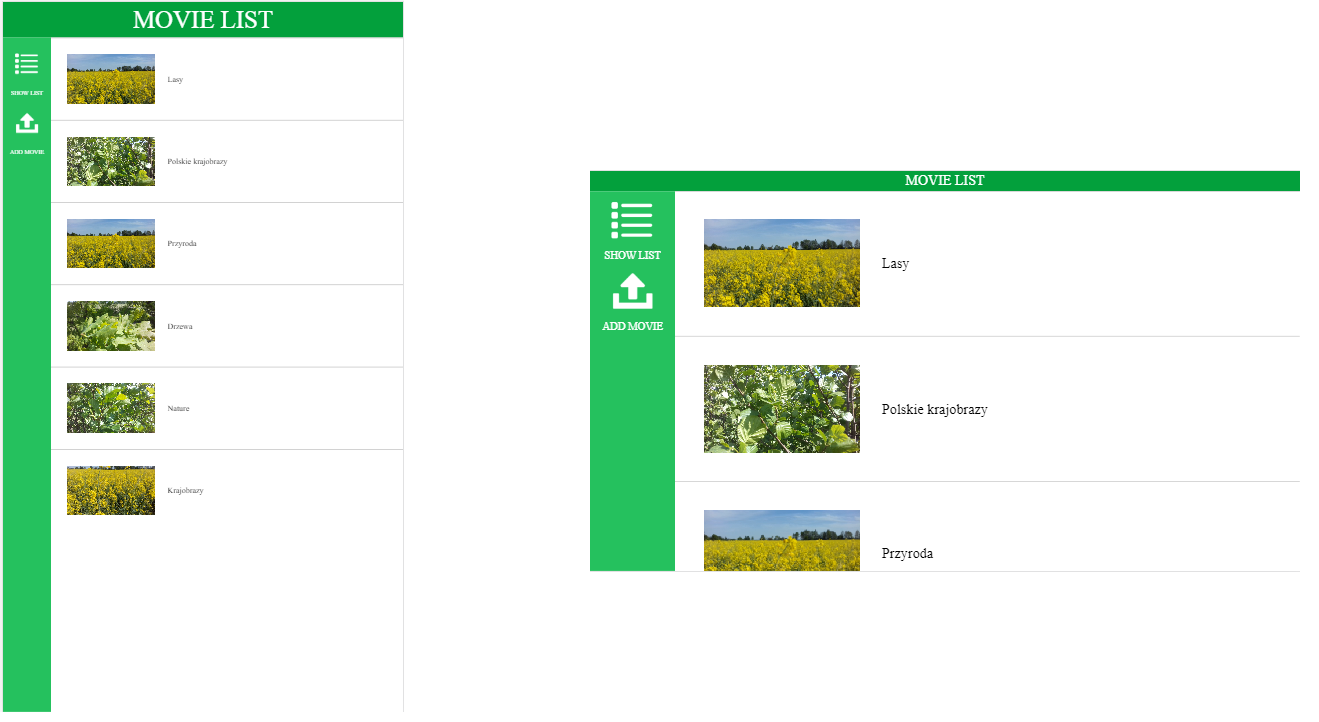 MOVIE LIST
SHOW LIST
ADD MOVIE
Lasy
Polskie krajobrazy
Przyroda
Drzewa
Nature
Krajobrazy
MOVIE LIST
SHOW LIST
ADD MOVIE
Lasy
Polskie krajobrazy
Przyroda